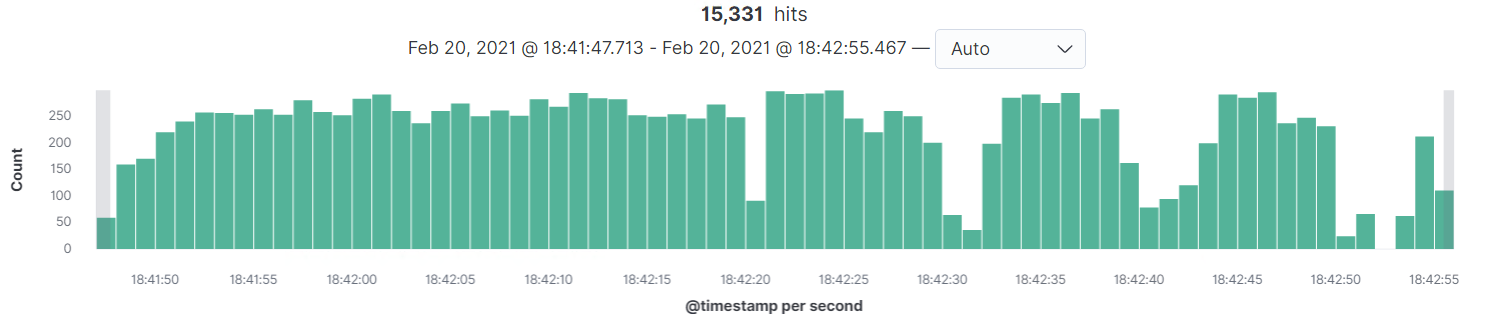 15,331 hits
Feb 20, 2021 @ 18:41:47.713 - Feb 20, 2021 @ 18:42:55.467 — Auto
Count
250
200
150
100
50
0
18:41:50 18:41:55 18:42:00 18:42:05 18:42:10 18:42:15 18:42:20 18:42:25 18:42:30 18:42:35 18:42:40 18:42:45 18:42:50 18:42:55
@timestamp per second